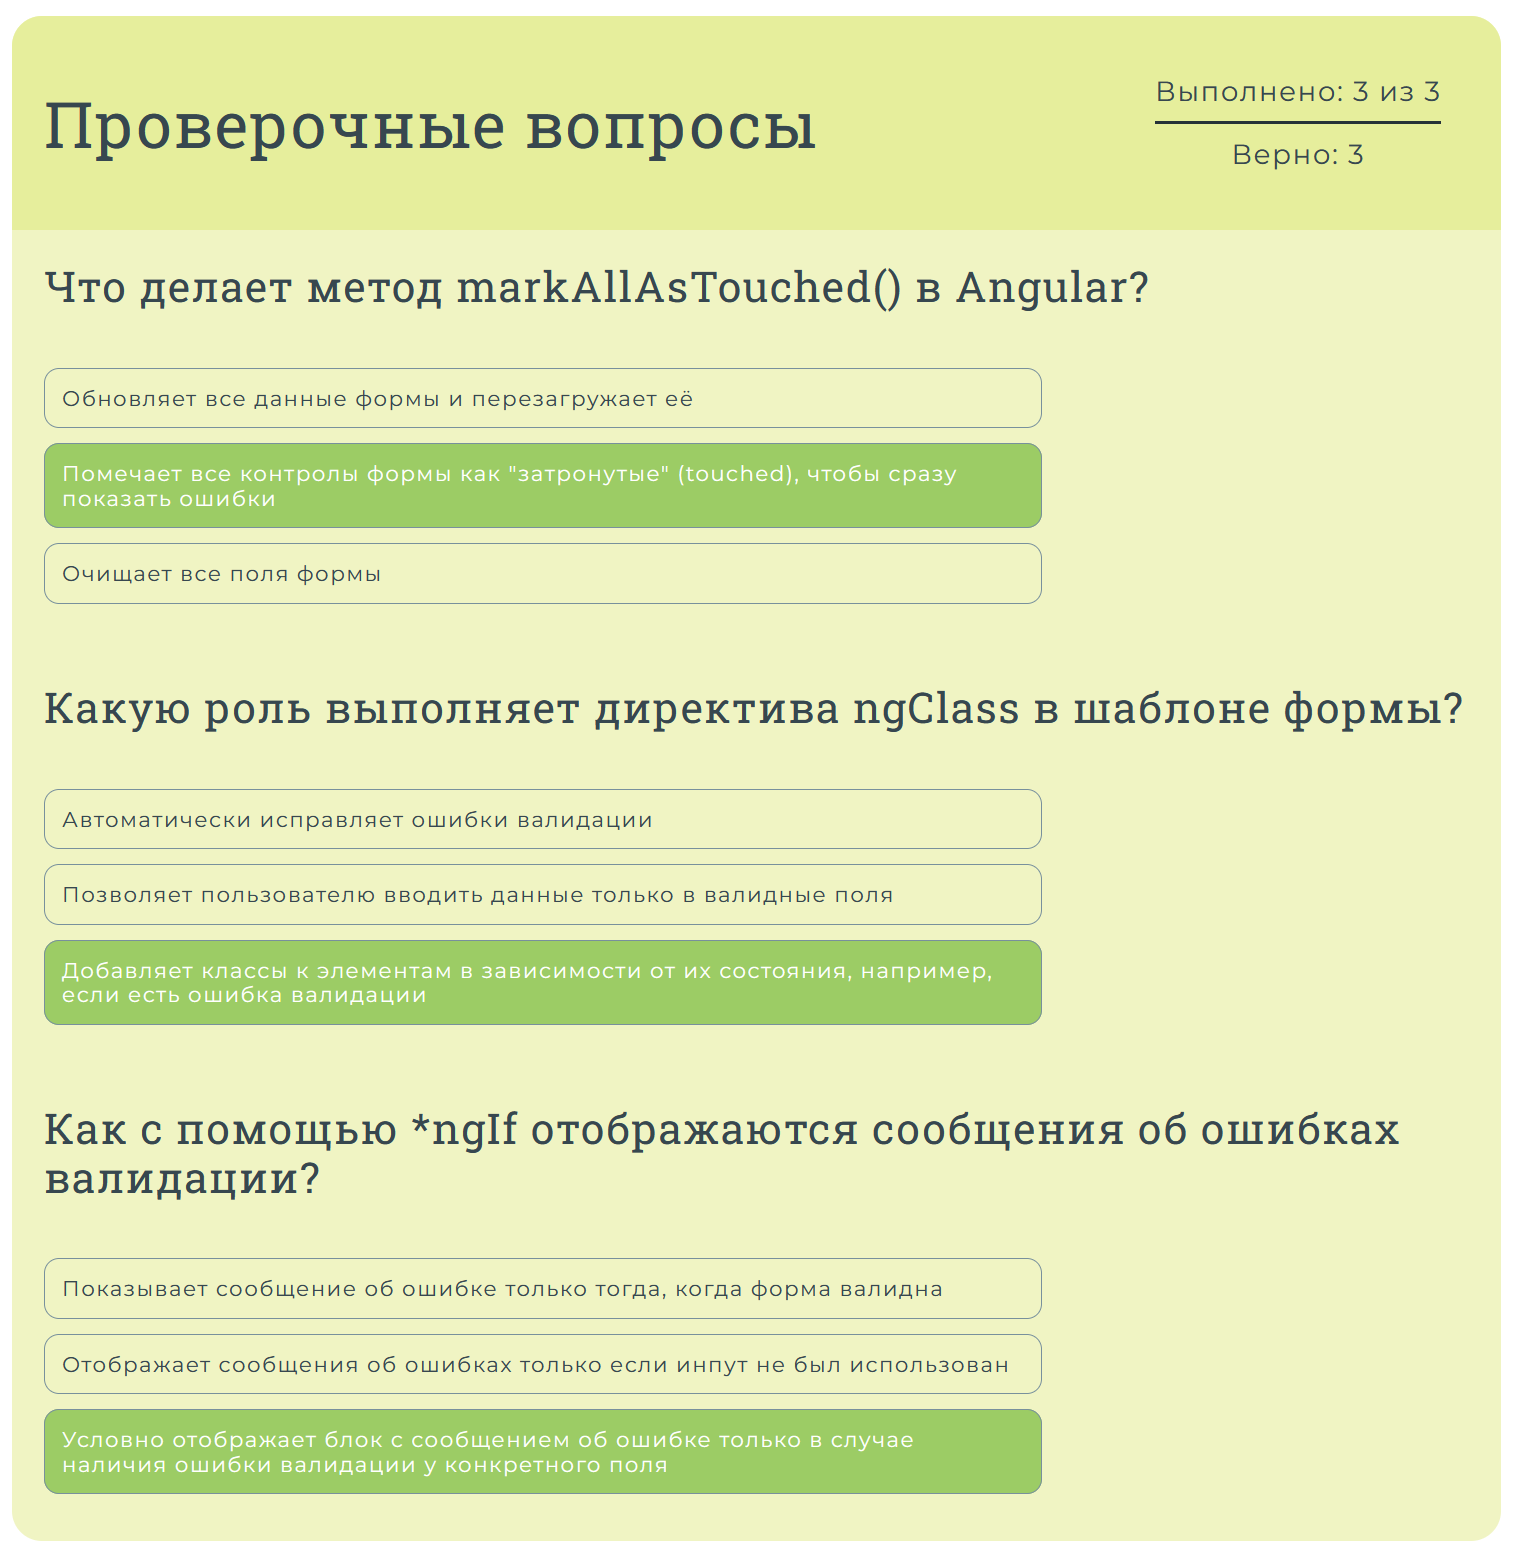 Проверочные вопросы
Выполнено: 3 из 3
Верно: 3
Что делает метод markAllAsTouched() в Angular?
Обновляет все данные формы и перезагружает её
Помечает все контролы формы как "затронутые" (touched), чтобы сразу
показать ошибки
Очищает все поля формы
Какую роль выполняет директива ngClass в шаблоне формы?
Автоматически исправляет ошибки валидации
Позволяет пользователю вводить данные только в валидные поля
Добавляет классы к элементам в зависимости от их состояния, например,
если есть ошибка валидации
Как с помощью *ngIf отображаются сообщения об ошибках
валидации?
Показывает сообщение об ошибке только тогда, когда форма валидна
Отображает сообщения об ошибках только если инпут не был использован
Условно отображает блок с сообщением об ошибке только в случае
наличия ошибки валидации у конкретного поля